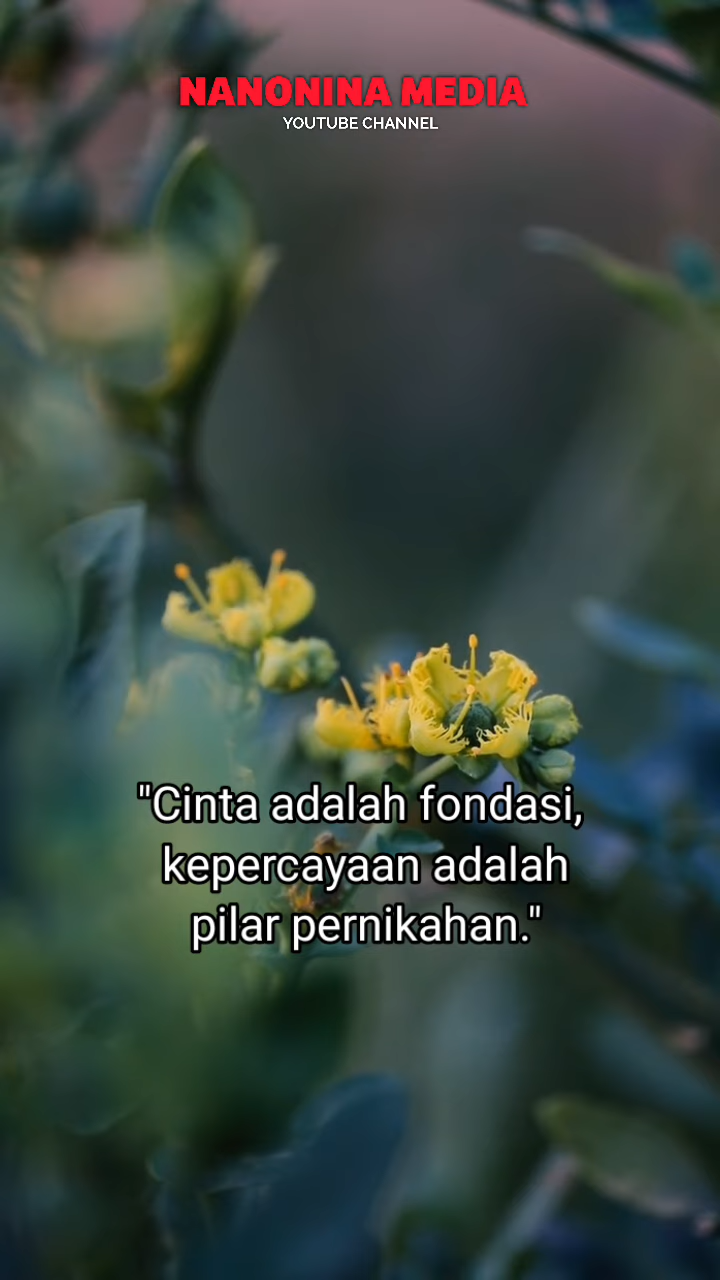 NANONINA MEDIA
YOUTUBE CHANNEL
"Cinta adalah fondasi,
kepercayaan adalah
pilar pernikahan."